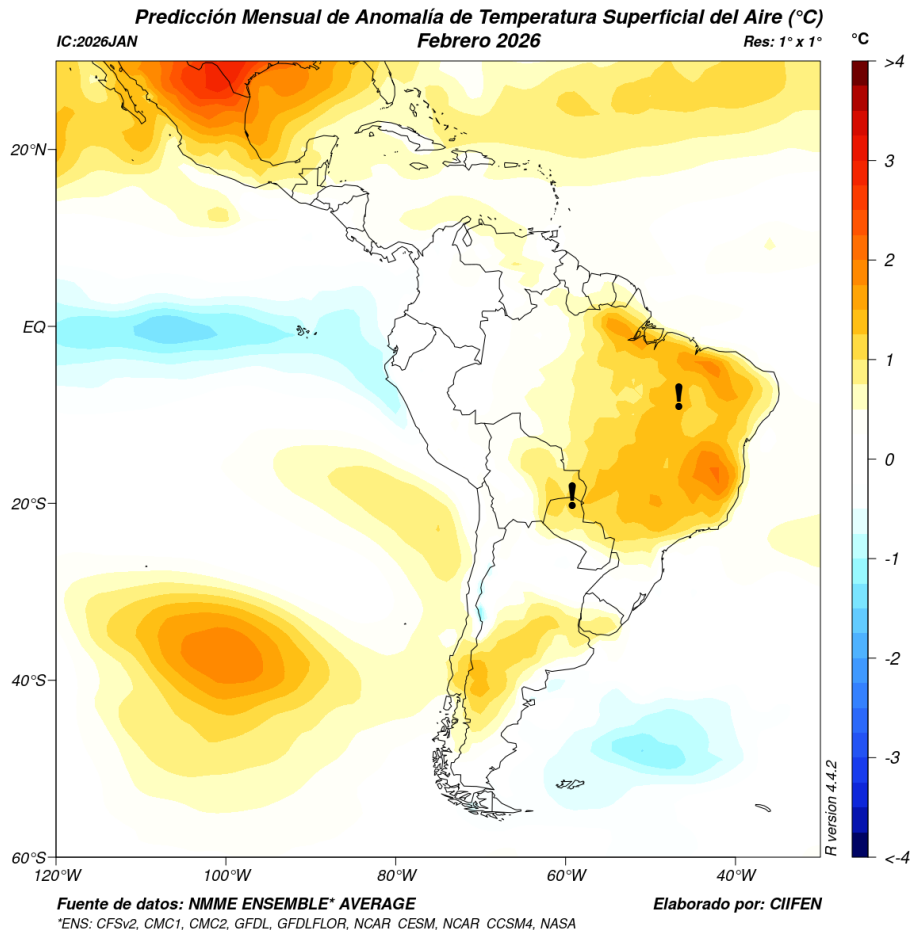 Predicción Mensual de Anomalía de Temperatura Superficial del Aire (°C)
IC:2026JAN
Febrero 2026
Res: 1° x 1°
°C
>4
3
2
1
0
-1
-2
-3
<-4
20°N
EQ
20°S
40°S
60°S
120°W
100°W
80°W
60°W
40°W
!
!
R version 4.4.2
Fuente de datos: NMME ENSEMBLE* AVERAGE
Elaborado por: CIIFEN
*ENS: CFSv2, CMC1, CMC2, GFDL, GFDLFLOR, NCAR CESM, NCAR CCSM4, NASA